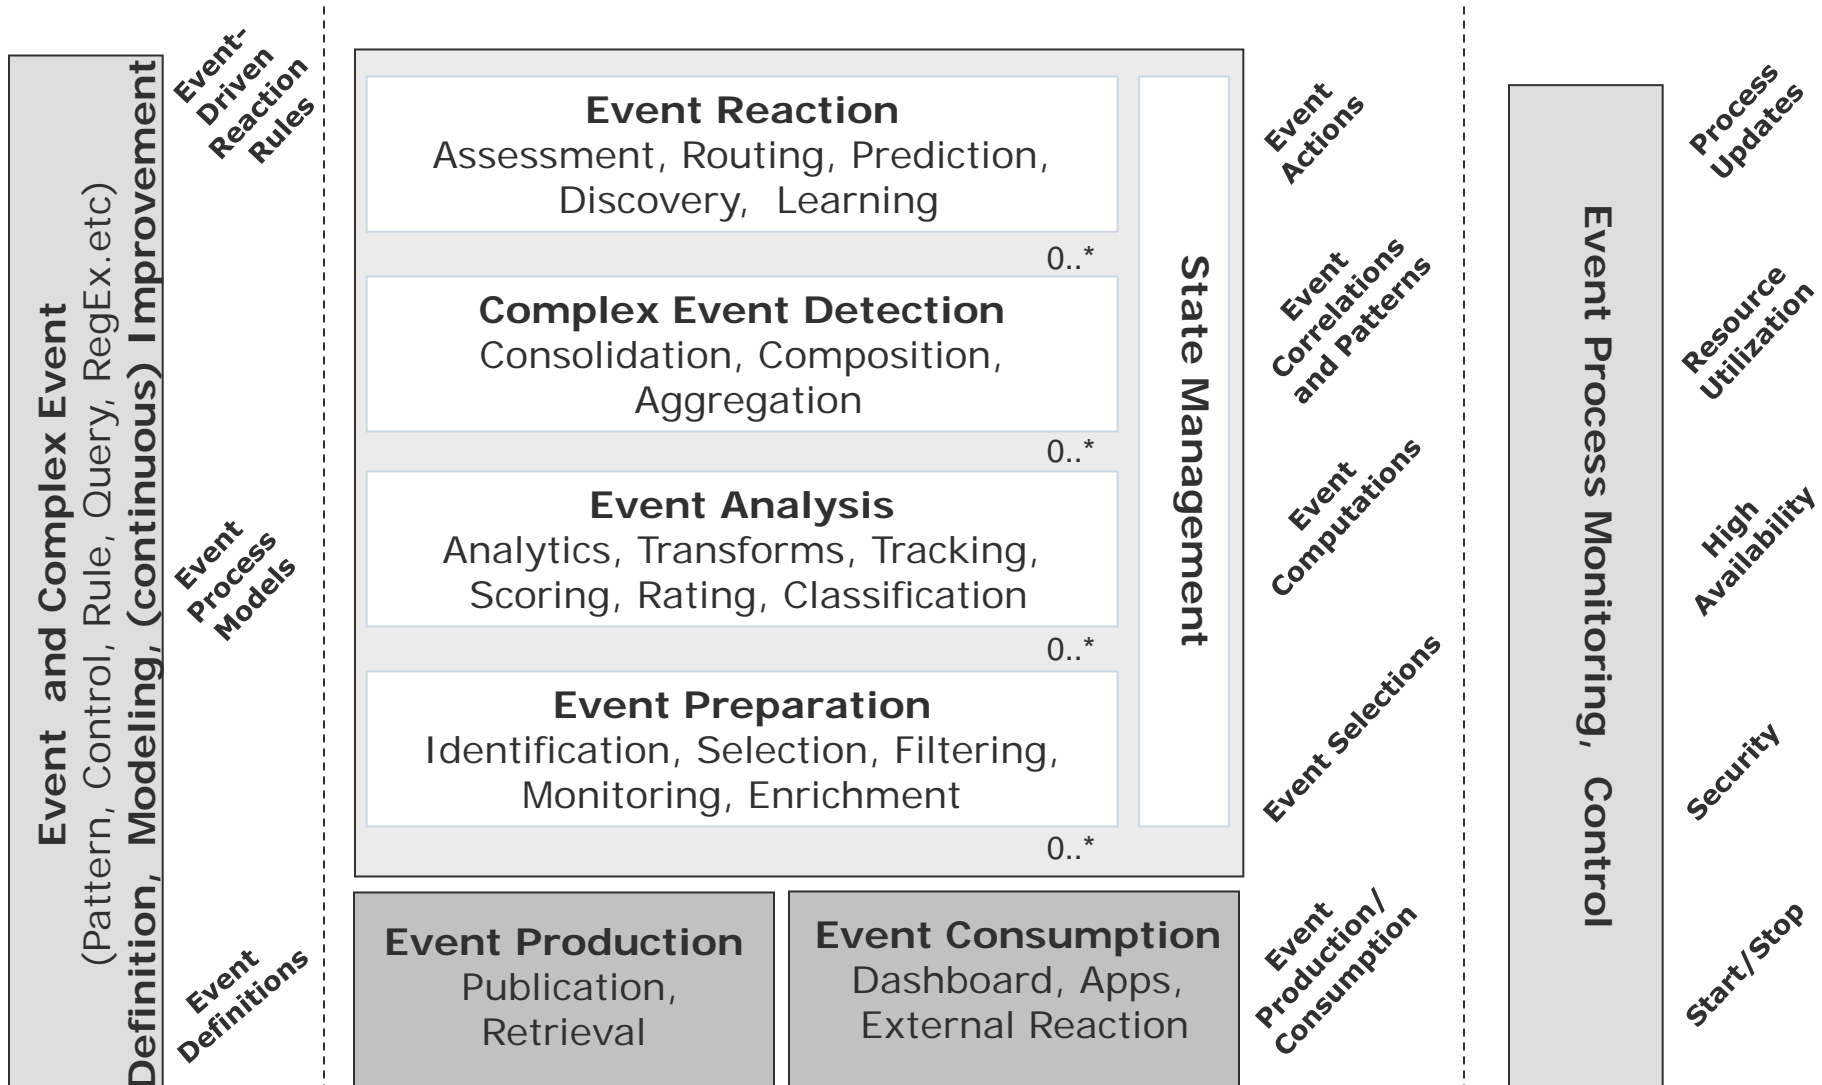 Event and Complex Event
(Pattern, Control, Rule, Query, RegEx.etc)
Definition, Modeling, (continuous) Improvement
Event-
Driven
Reaction
Rules
Event
Process
Models
Event
Definitions
Event Reaction
Assessment, Routing, Prediction,
Discovery, Learning
0..*
Complex Event Detection
Consolidation, Composition,
Aggregation
0..*
Event Analysis
Analytics, Transforms, Tracking,
Scoring, Rating, Classification
0..*
Event Preparation
Identification, Selection, Filtering,
Monitoring, Enrichment
0..*
State Management
Event Production
Publication,
Retrieval
Event Consumption
Dashboard, Apps,
External Reaction
Event
Actions
Event
Correlations
and Patterns
Event
Computations
Event Selections
Event
Production/
Consumption
Event Process Monitoring, Control
Process
Updates
Resource
Utilization
High
Availability
Security
Start/Stop